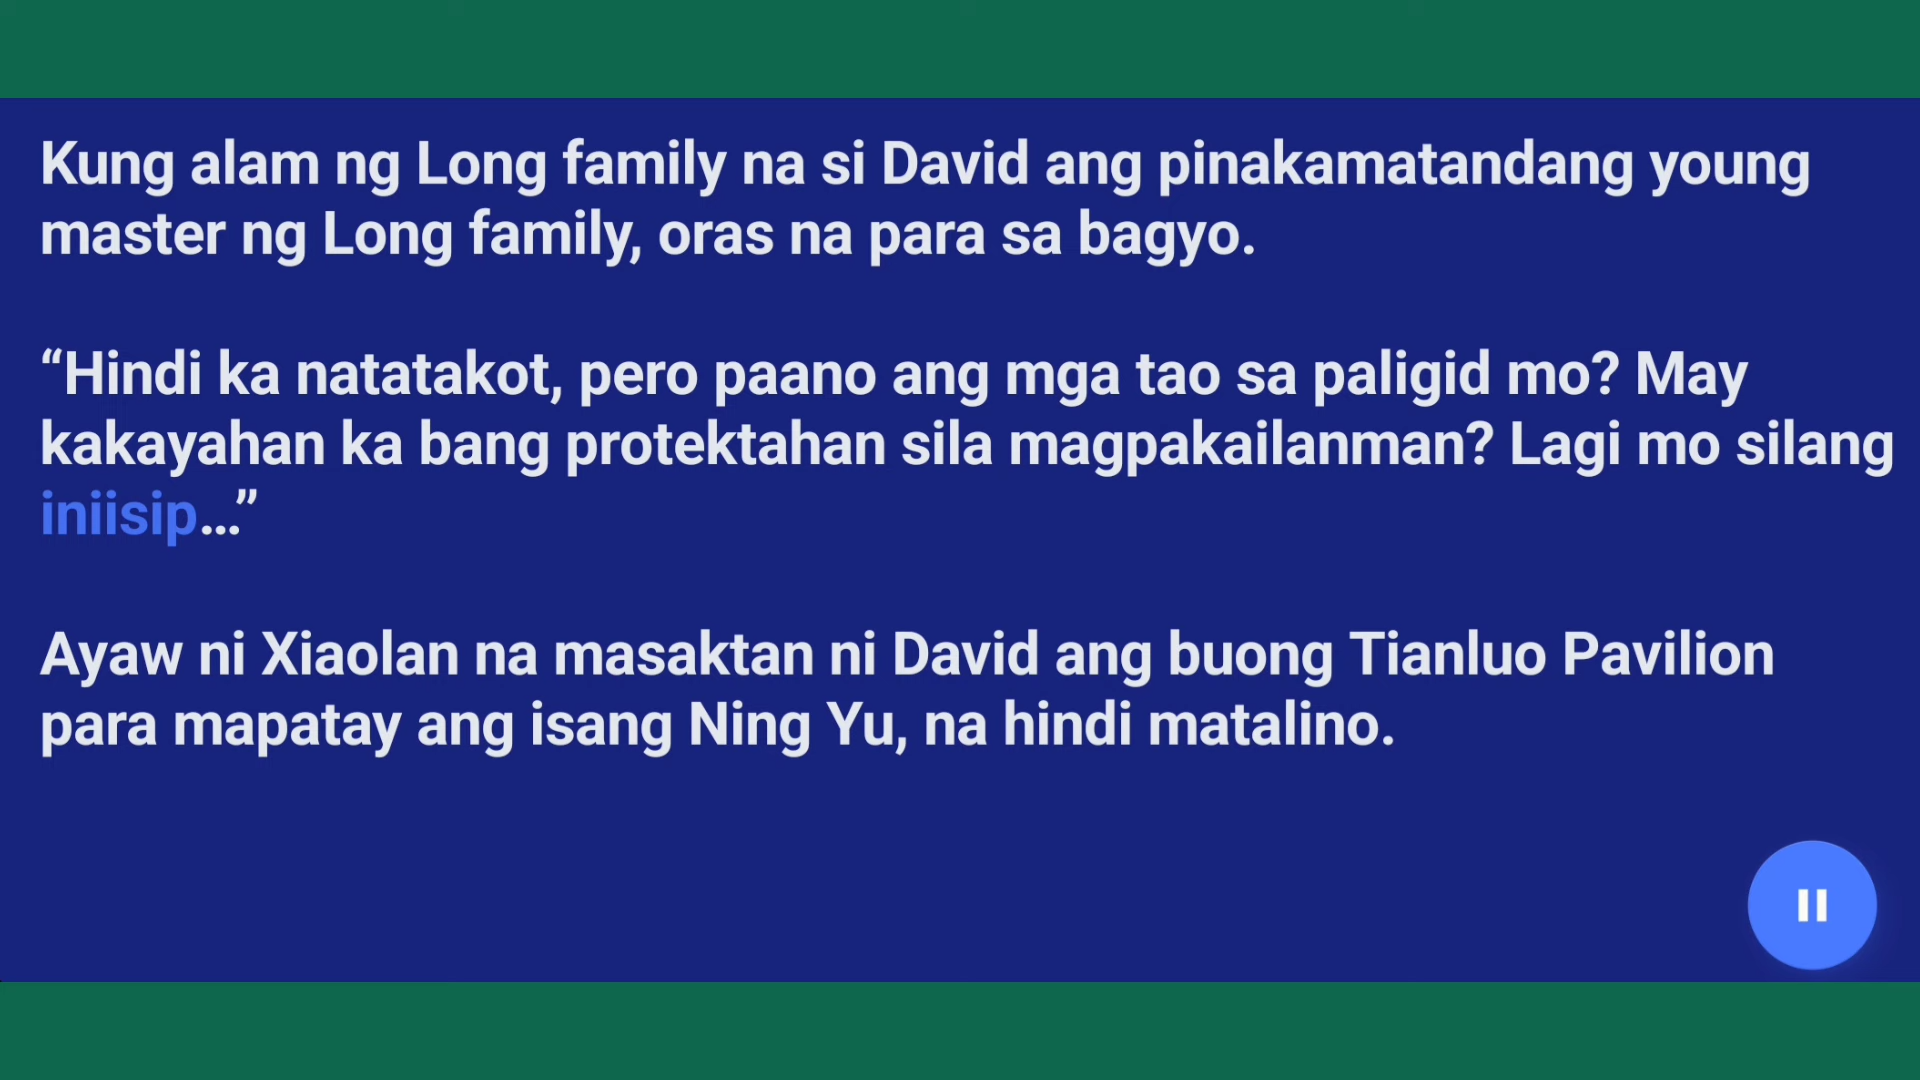 Kung alam ng Long family na si David ang pinakamatandang young
master ng Long family, oras na para sa bagyo.
“Hindi ka natatakot, pero paano ang mga tao sa paligid mo? May
kakayahan ka bang protektahan sila magpakailanman? Lagi mo silang
iniisip…”
Ayaw ni Xiaolan na masaktan ni David ang buong Tianluo Pavilion
para mapatay ang isang Ning Yu, na hindi matalino.